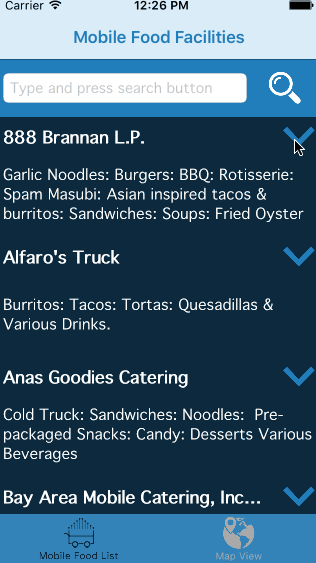 Carrier 12:26 PM
Mobile Food Facilities
Type and press search button
888 Brannan L.P.
Garlic Noodles: Burgers: BBQ: Rotisserie:
Spam Masubi: Asian inspired tacos &
burritos: Sandwiches: Soups: Fried Oyster
Alfaro's Truck
Burritos: Tacos: Tortas: Quesadillas &
Various Drinks.
Anas Goodies Catering
Cold Truck: Sandwiches: Noodles:  Pre-
packaged Snacks: Candy: Desserts Various
Beverages
Bay Area Mobile Catering, Inc...
Mobile Food List
Map View